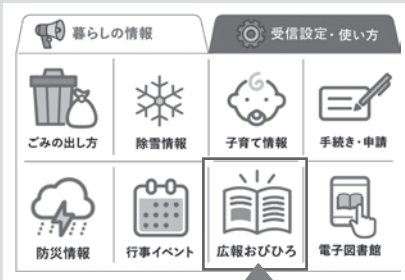 暮らしの情報
受信設定・使い方
ごみの出し方
除雪情報
子育て情報
手続き・申請
防災情報
行事イベント
広報おびひろ
電子図書館